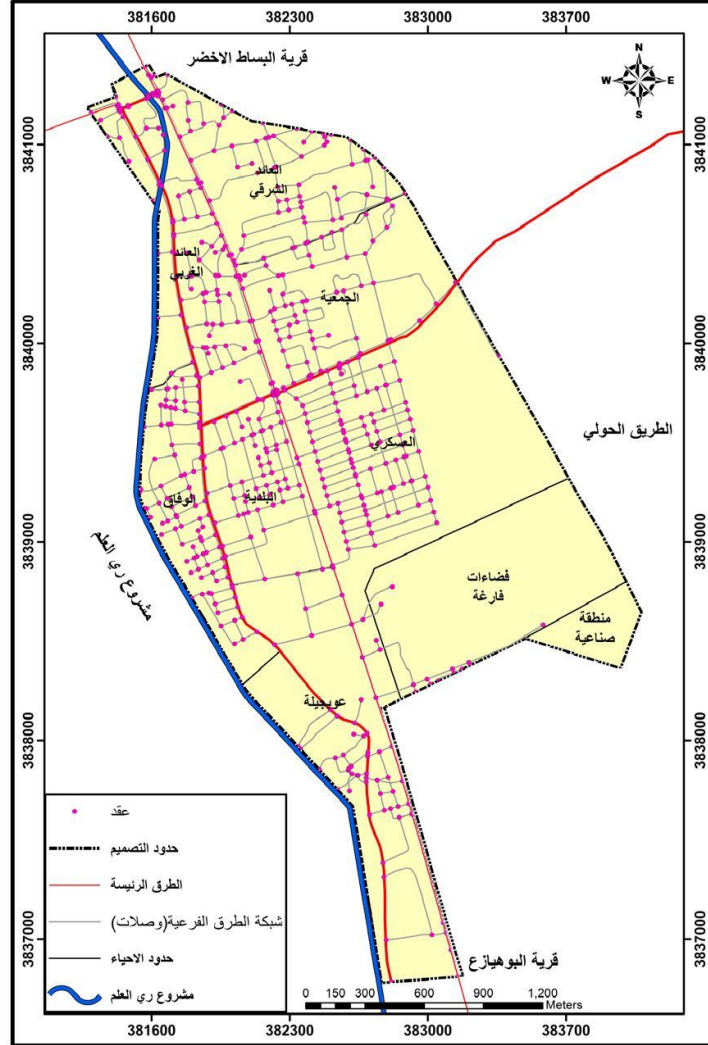 381600 382300 383000 383700
قرية البساط الاخضر
N
W E
S
3841000 3841000
العائد
الشرقي
العائد
الغربي
الجمعية
3840000 3840000
الطريق الحولي
العسكري
البلدية
الوفاق
3839000 3839000
فضاءات
فارغة
مشروع ري العلم
منطقة
صناعية
عويجيلة
3838000 3838000
عقد
حدود التصميم
الطرق الرئيسة
شبكة الطرق الفرعية(وصلات)
حدود الاحياء
مشروع ري العلم
3837000 3837000
قرية البوهيازع
0 150 300 600 900 1,200
Meters
381600 382300 383000 383700